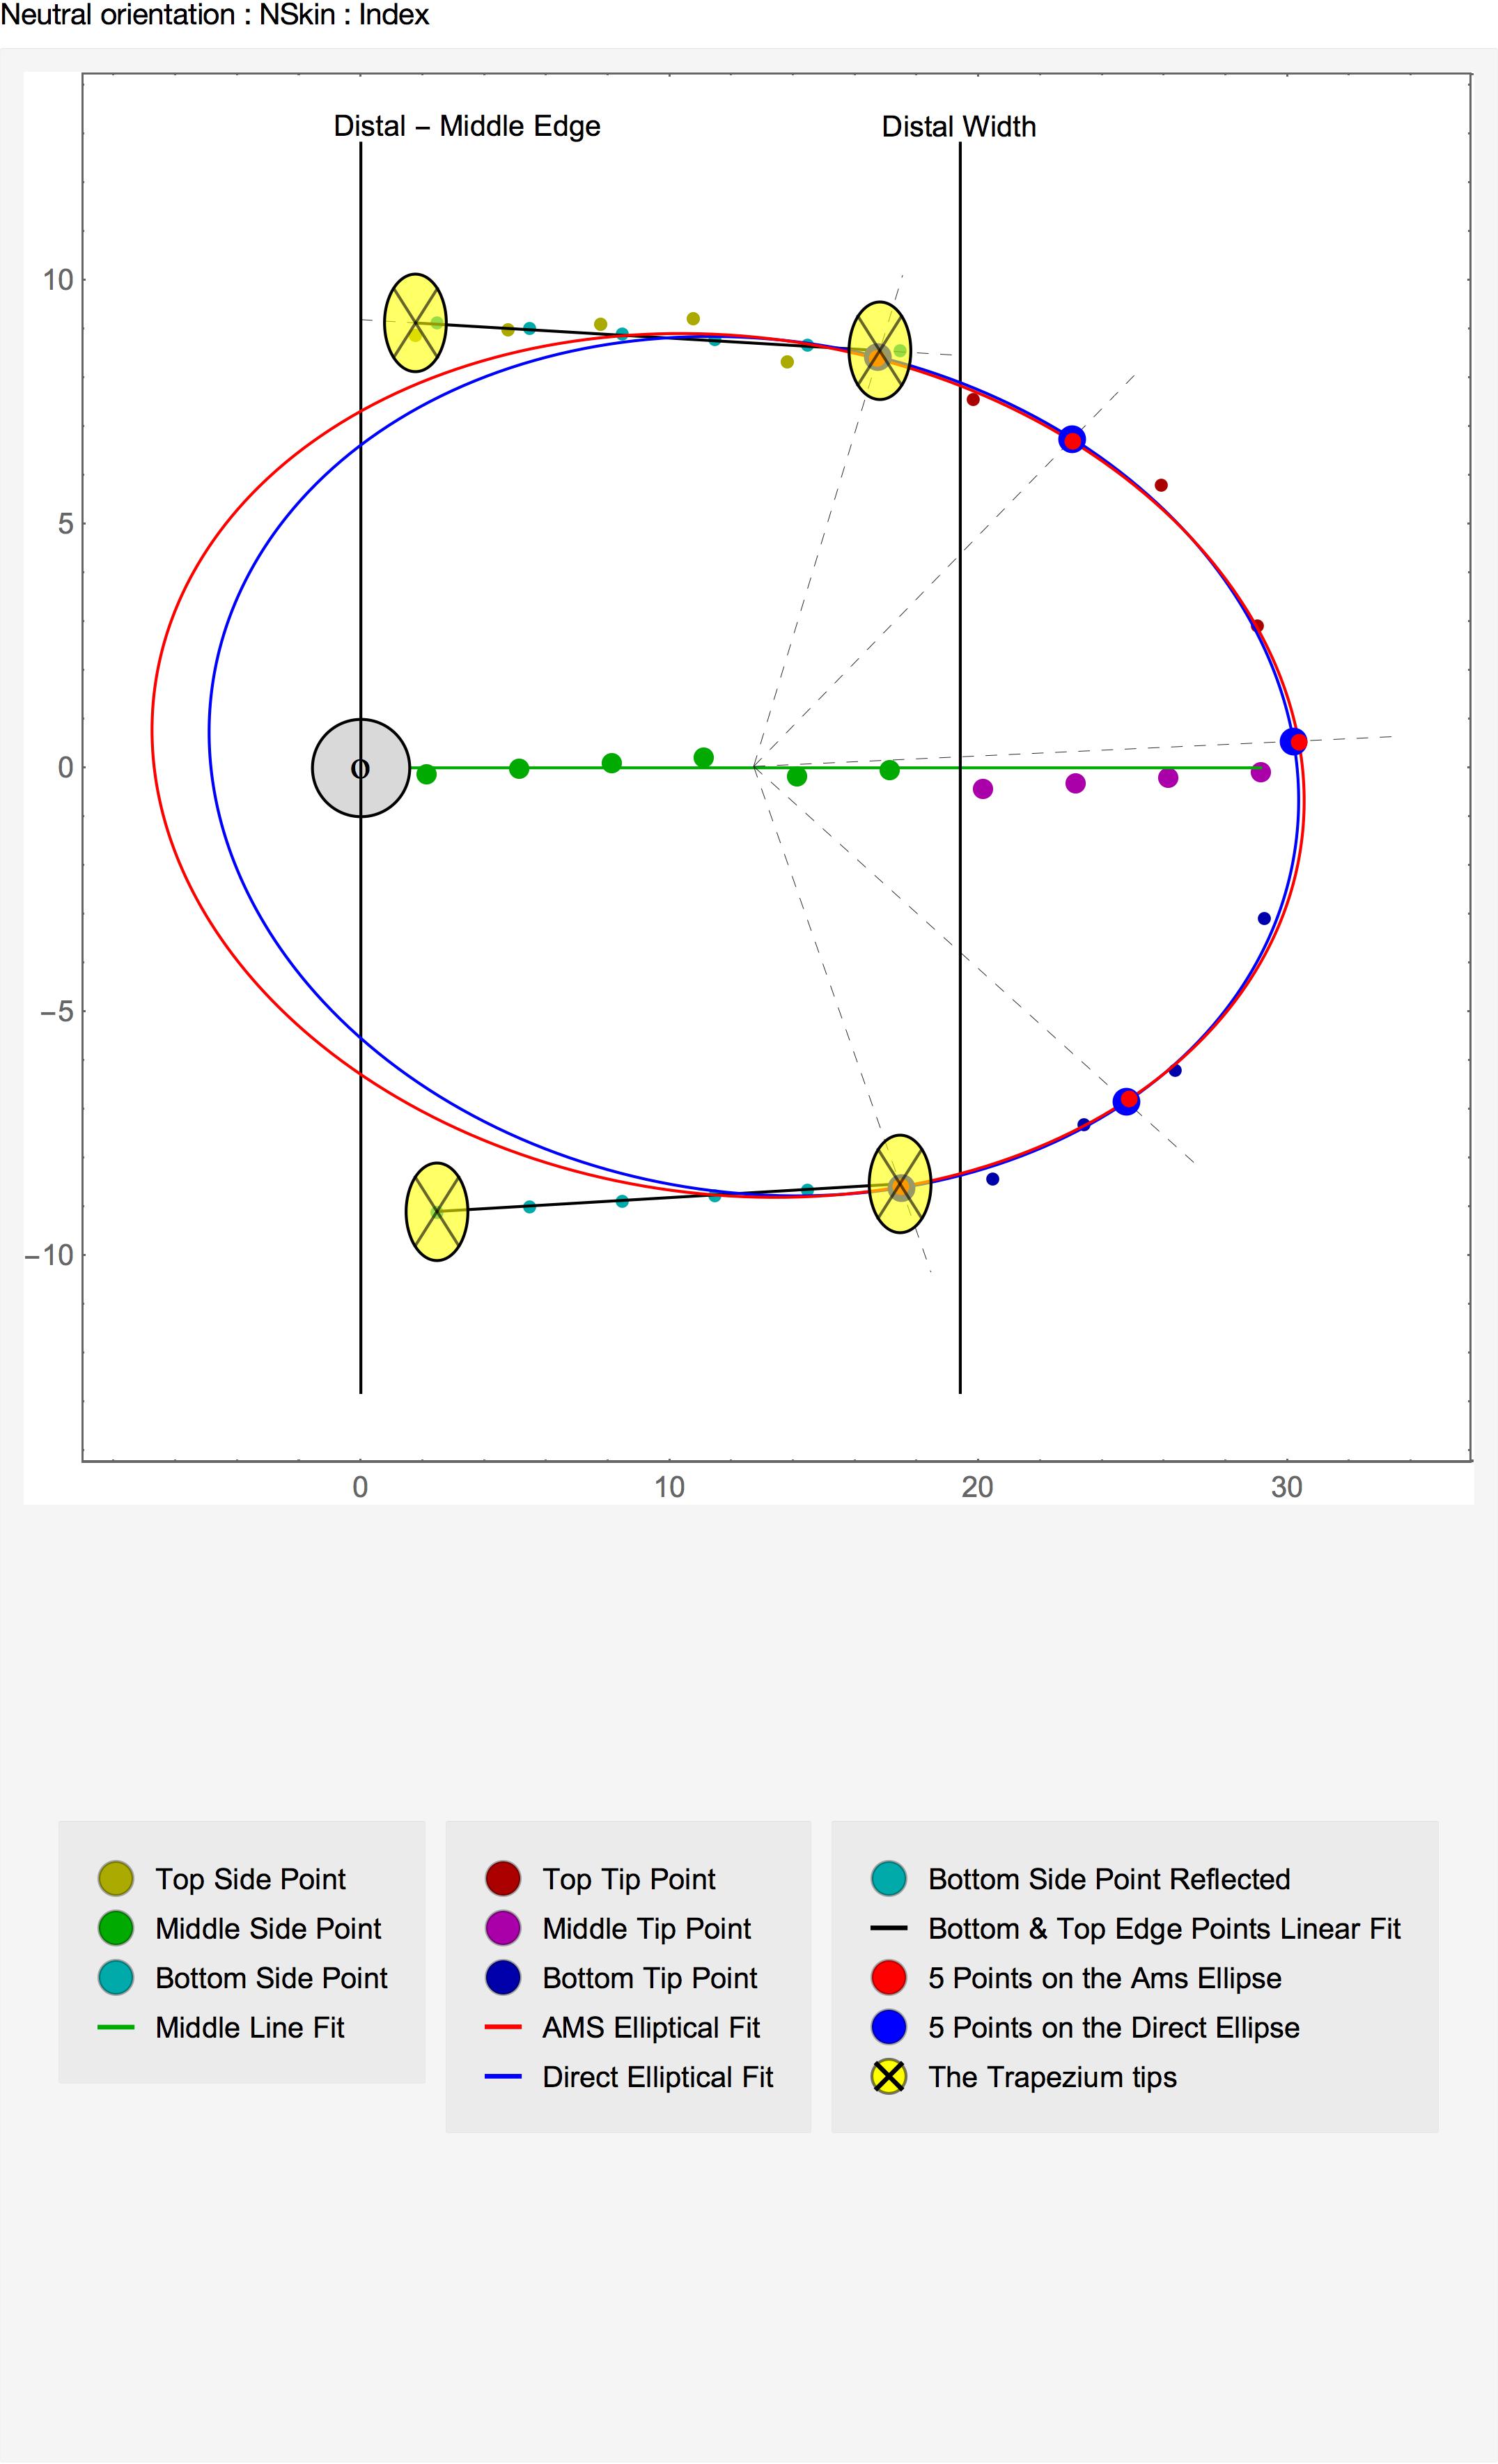 Neutral orientation : NSkin : Index
Distal – Middle Edge
Distal Width
10
5
0
O
−5
−10
0
10
20
30
Top Side Point
Middle Side Point
Bottom Side Point
Middle Line Fit
Top Tip Point
Middle Tip Point
Bottom Tip Point
AMS Elliptical Fit
Direct Elliptical Fit
Bottom Side Point Reflected
Bottom & Top Edge Points Linear Fit
5 Points on the Ams Ellipse
5 Points on the Direct Ellipse
The Trapezium tips